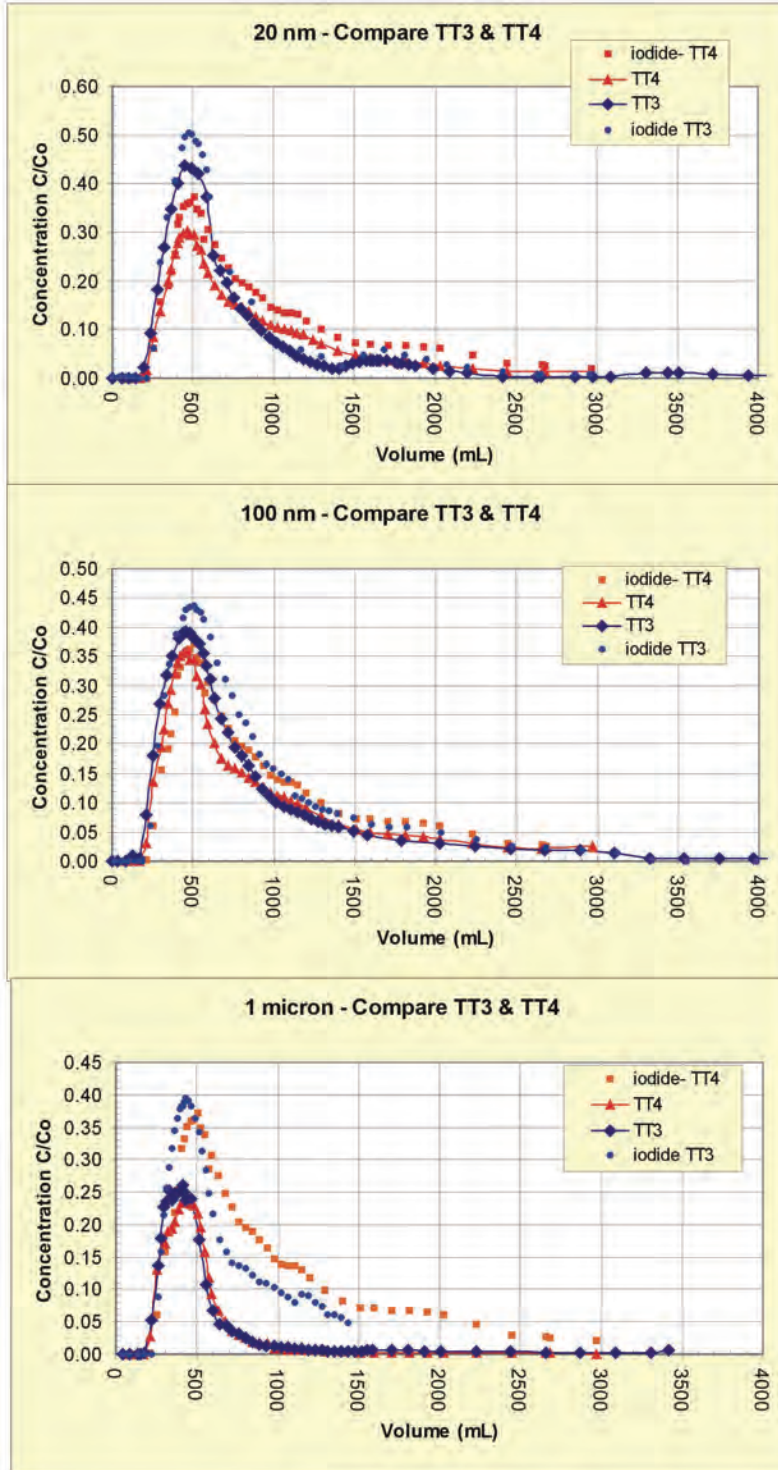 20 nm - Compare TT3 & TT4
iodide- TT4
TT4
TT3
iodide TT3
0.60
0.50
0.40
0.30
0.20
0.10
0.00
Concentration C/Co
0
500
1000
1500
2000
2500
3000
3500
4000
Volume (mL)
100 nm - Compare TT3 & TT4
iodide- TT4
TT4
TT3
iodide TT3
0.50
0.45
0.40
0.35
0.30
0.25
0.20
0.15
0.10
0.05
0.00
Concentration C/Co
0
500
1000
1500
2000
2500
3000
3500
4000
Volume (mL)
1 micron - Compare TT3 & TT4
iodide- TT4
TT4
TT3
iodide TT3
0.45
0.40
0.35
0.30
0.25
0.20
0.15
0.10
0.05
0.00
Concentration C/Co
0
500
1000
1500
2000
2500
3000
3500
4000
Volume (mL)